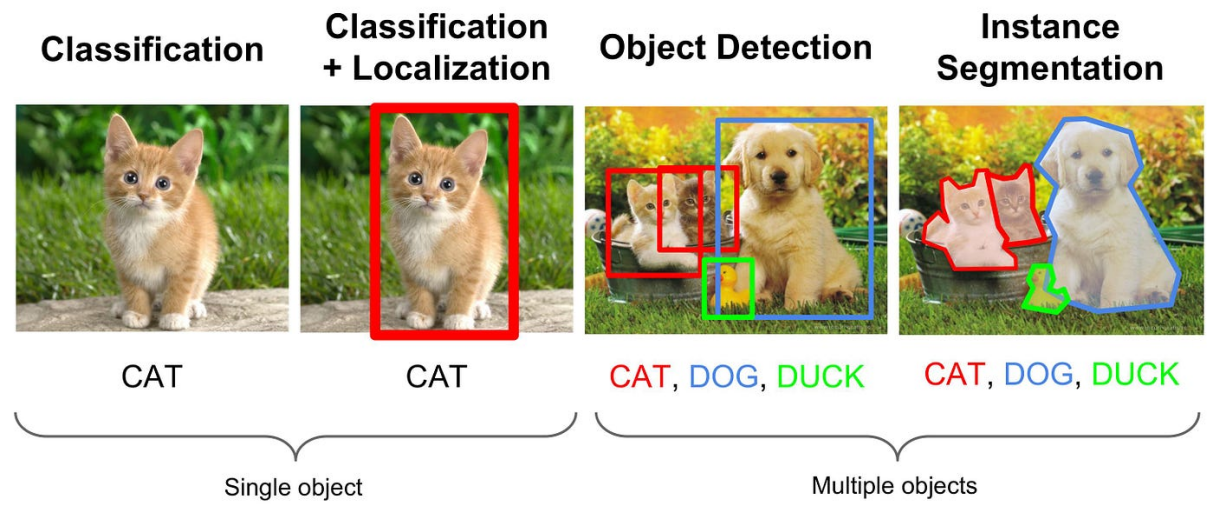 Classification
Classification
+ Localization
Object Detection
Instance
Segmentation
CAT
CAT
CAT, DOG, DUCK
CAT, DOG, DUCK
Single object
Multiple objects